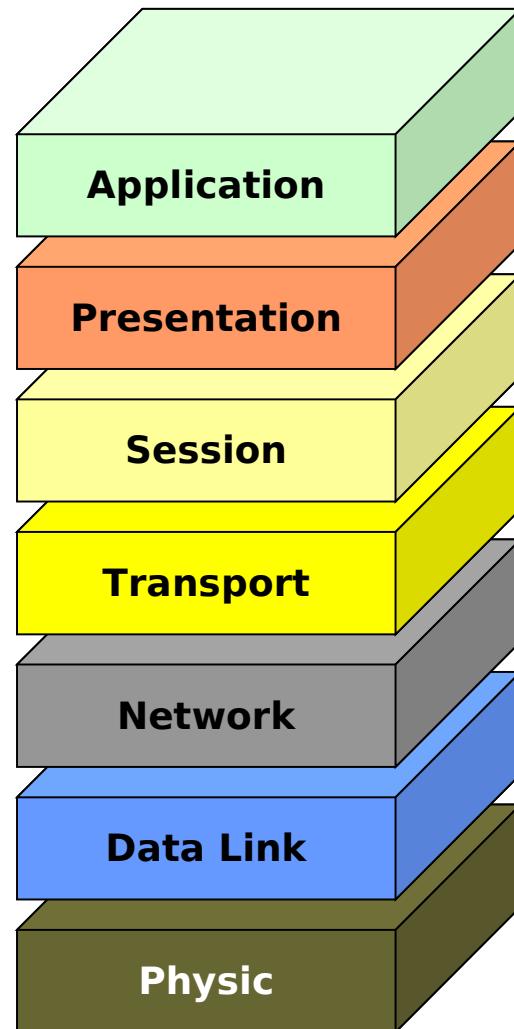 Application
Presentation
Session
Transport
Network
Data Link
Physic